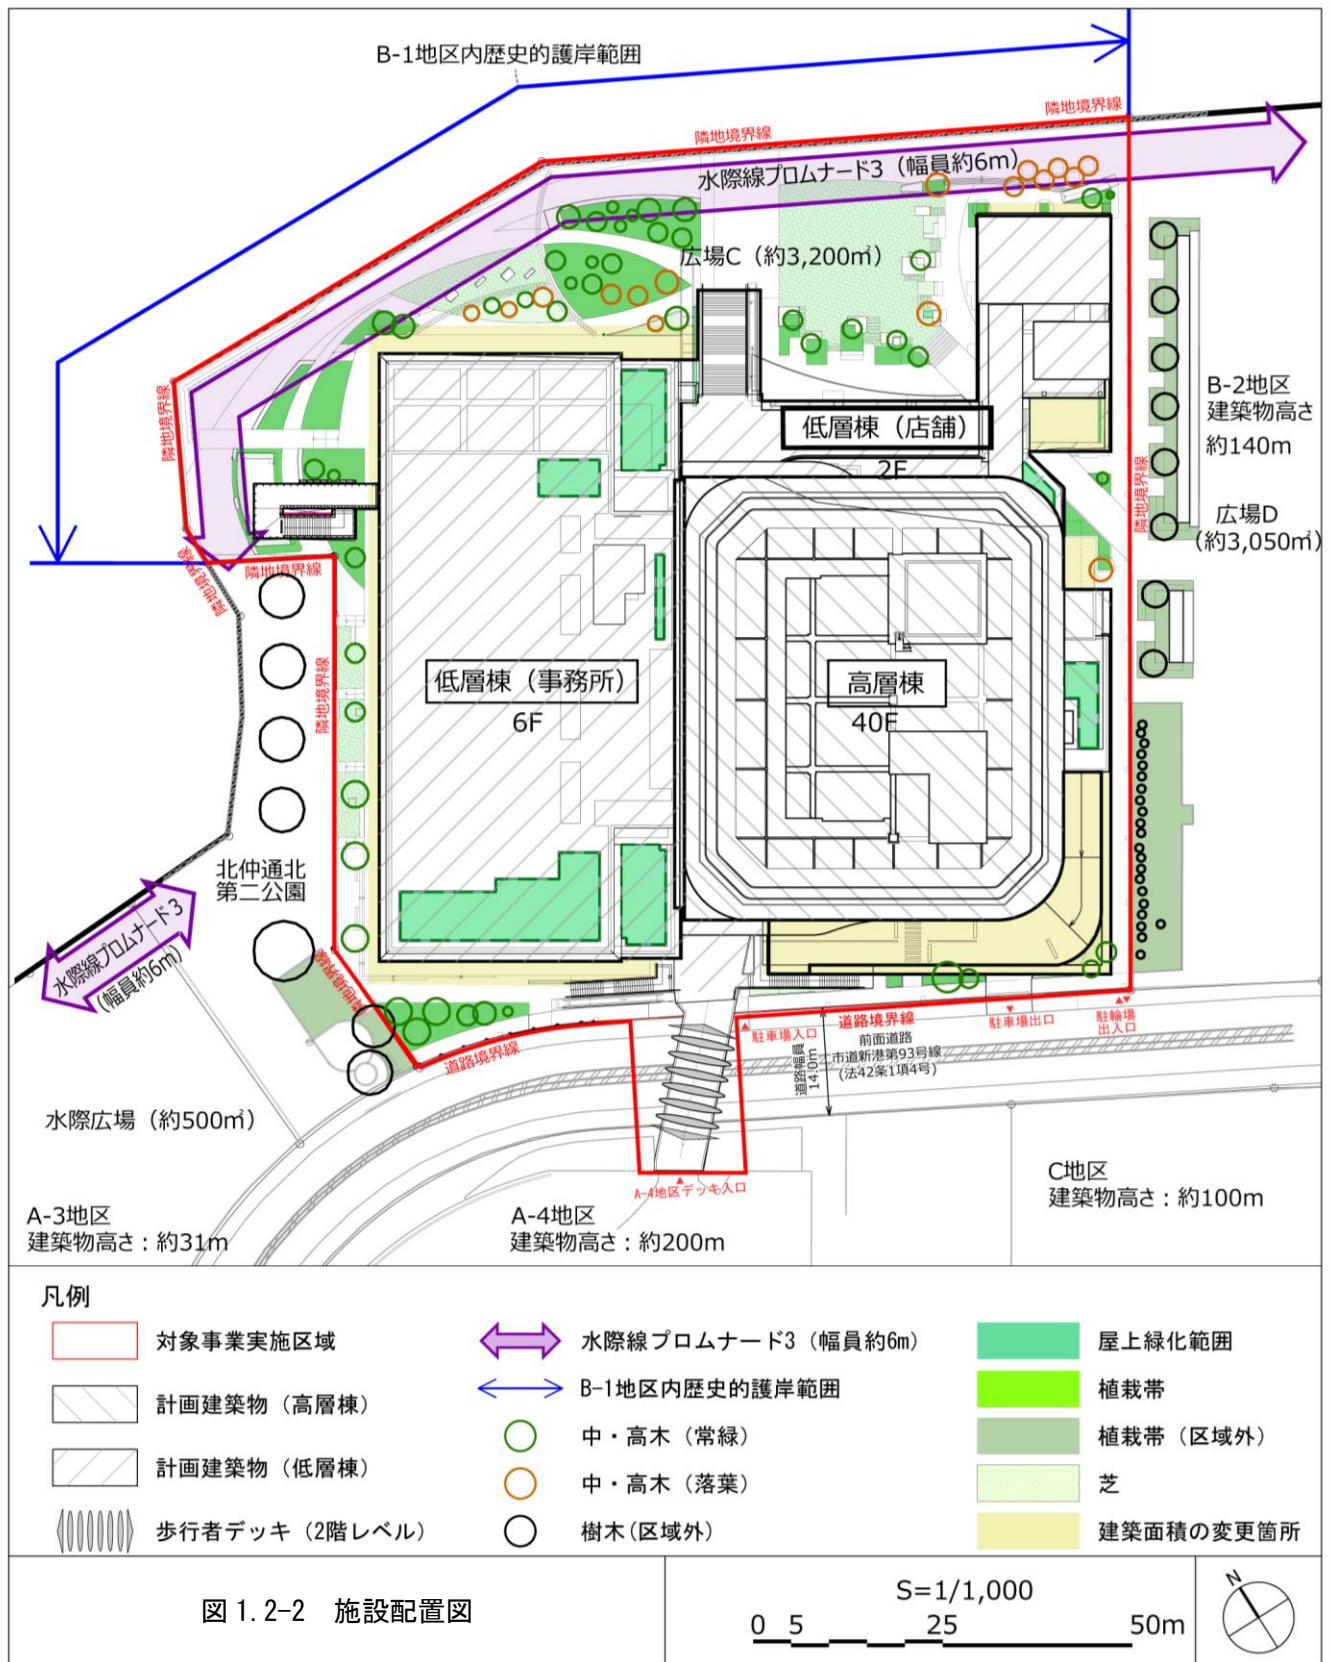 B-1地区内歴史的護岸範囲
隣地境界線
隣地境界線
水際線プロムナード3（幅員約6m）
広場C（約3,200㎡）
隣地境界線
B-2地区
建築物高さ
約140m
低層棟（店舗）
2F
隣地境界線
広場D
(約3,050㎡)
隣地境界線
隣地境界線
隣地境界線
低層棟（事務所）
6F
高層棟
40F
北仲通北
第二公園
水際線プロムナード3
(幅員約6m)
隣地境界線
道路境界線
駐車場入口
道路境界線
前面道路
市道新港第93号線
(法42条1項4号)
道路幅員
14.0m
駐車場出口
駐輪場
出入口
水際広場（約500㎡）
A-4地区デッキ入口
A-3地区
建築物高さ：約31m
A-4地区
建築物高さ：約200m
C地区
建築物高さ：約100m
凡例
対象事業実施区域
計画建築物（高層棟）
計画建築物（低層棟）
歩行者デッキ（2階レベル）
水際線プロムナード3（幅員約6m）
B-1地区内歴史的護岸範囲
中・高木（常緑）
中・高木（落葉）
樹木(区域外)
屋上緑化範囲
植栽帯
植栽帯（区域外）
芝
建築面積の変更箇所
図 1.2-2　施設配置図
S=1/1,000
0 5 25 50m
N